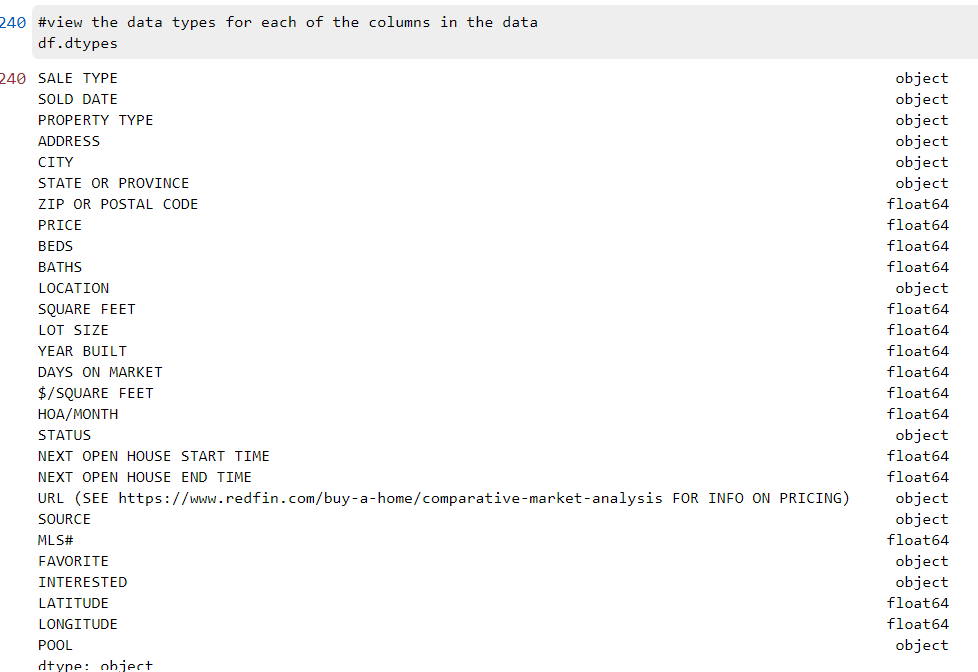 240 #view the data types for each of the columns in the data
df.dtypes
240 SALE TYPE object
SOLD DATE object
PROPERTY TYPE object
ADDRESS object
CITY object
STATE OR PROVINCE object
ZIP OR POSTAL CODE float64
PRICE float64
BEDS float64
BATHS float64
LOCATION object
SQUARE FEET float64
LOT SIZE float64
YEAR BUILT float64
DAYS ON MARKET float64
$/SQUARE FEET float64
HOA/MONTH float64
STATUS object
NEXT OPEN HOUSE START TIME float64
NEXT OPEN HOUSE END TIME float64
URL (SEE https://www.redfin.com/buy-a-home/comparative-market-analysis FOR INFO ON PRICING) object
SOURCE object
MLS# float64
FAVORITE object
INTERESTED object
LATITUDE float64
LONGITUDE float64
POOL object
dtype: object